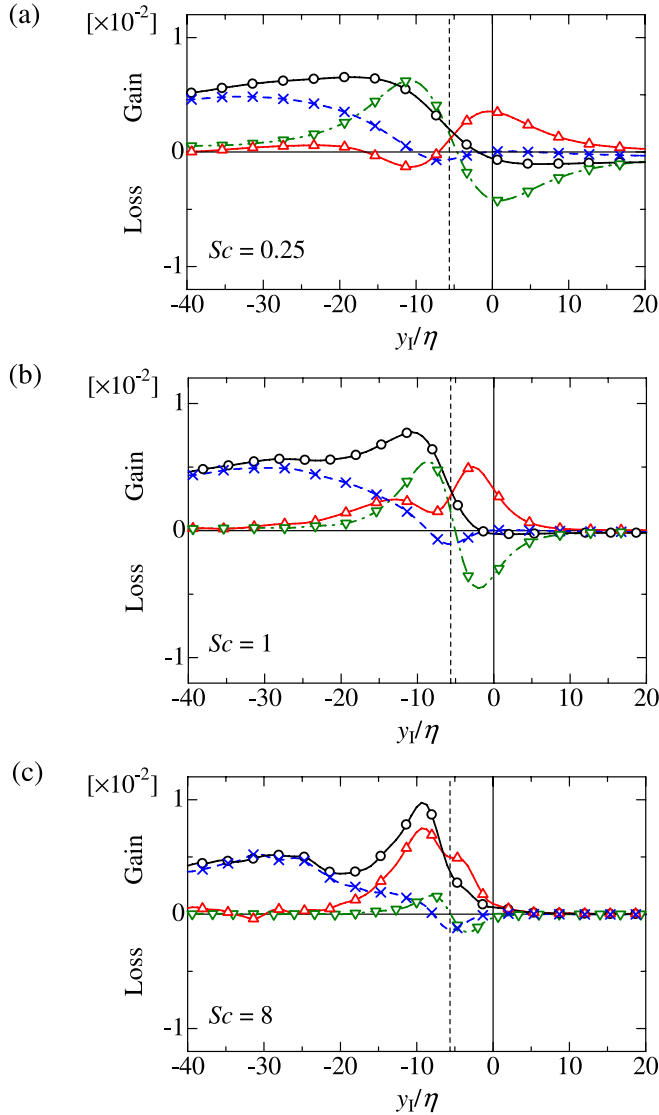 (a)
[×10⁻²]
1
Gain
0
Loss
Sc = 0.25
-1
-40 -30 -20 -10 0 10 20
y_I/η
(b)
[×10⁻²]
1
Gain
0
Loss
Sc = 1
-1
-40 -30 -20 -10 0 10 20
y_I/η
(c)
[×10⁻²]
1
Gain
0
Loss
Sc = 8
-1
-40 -30 -20 -10 0 10 20
y_I/η